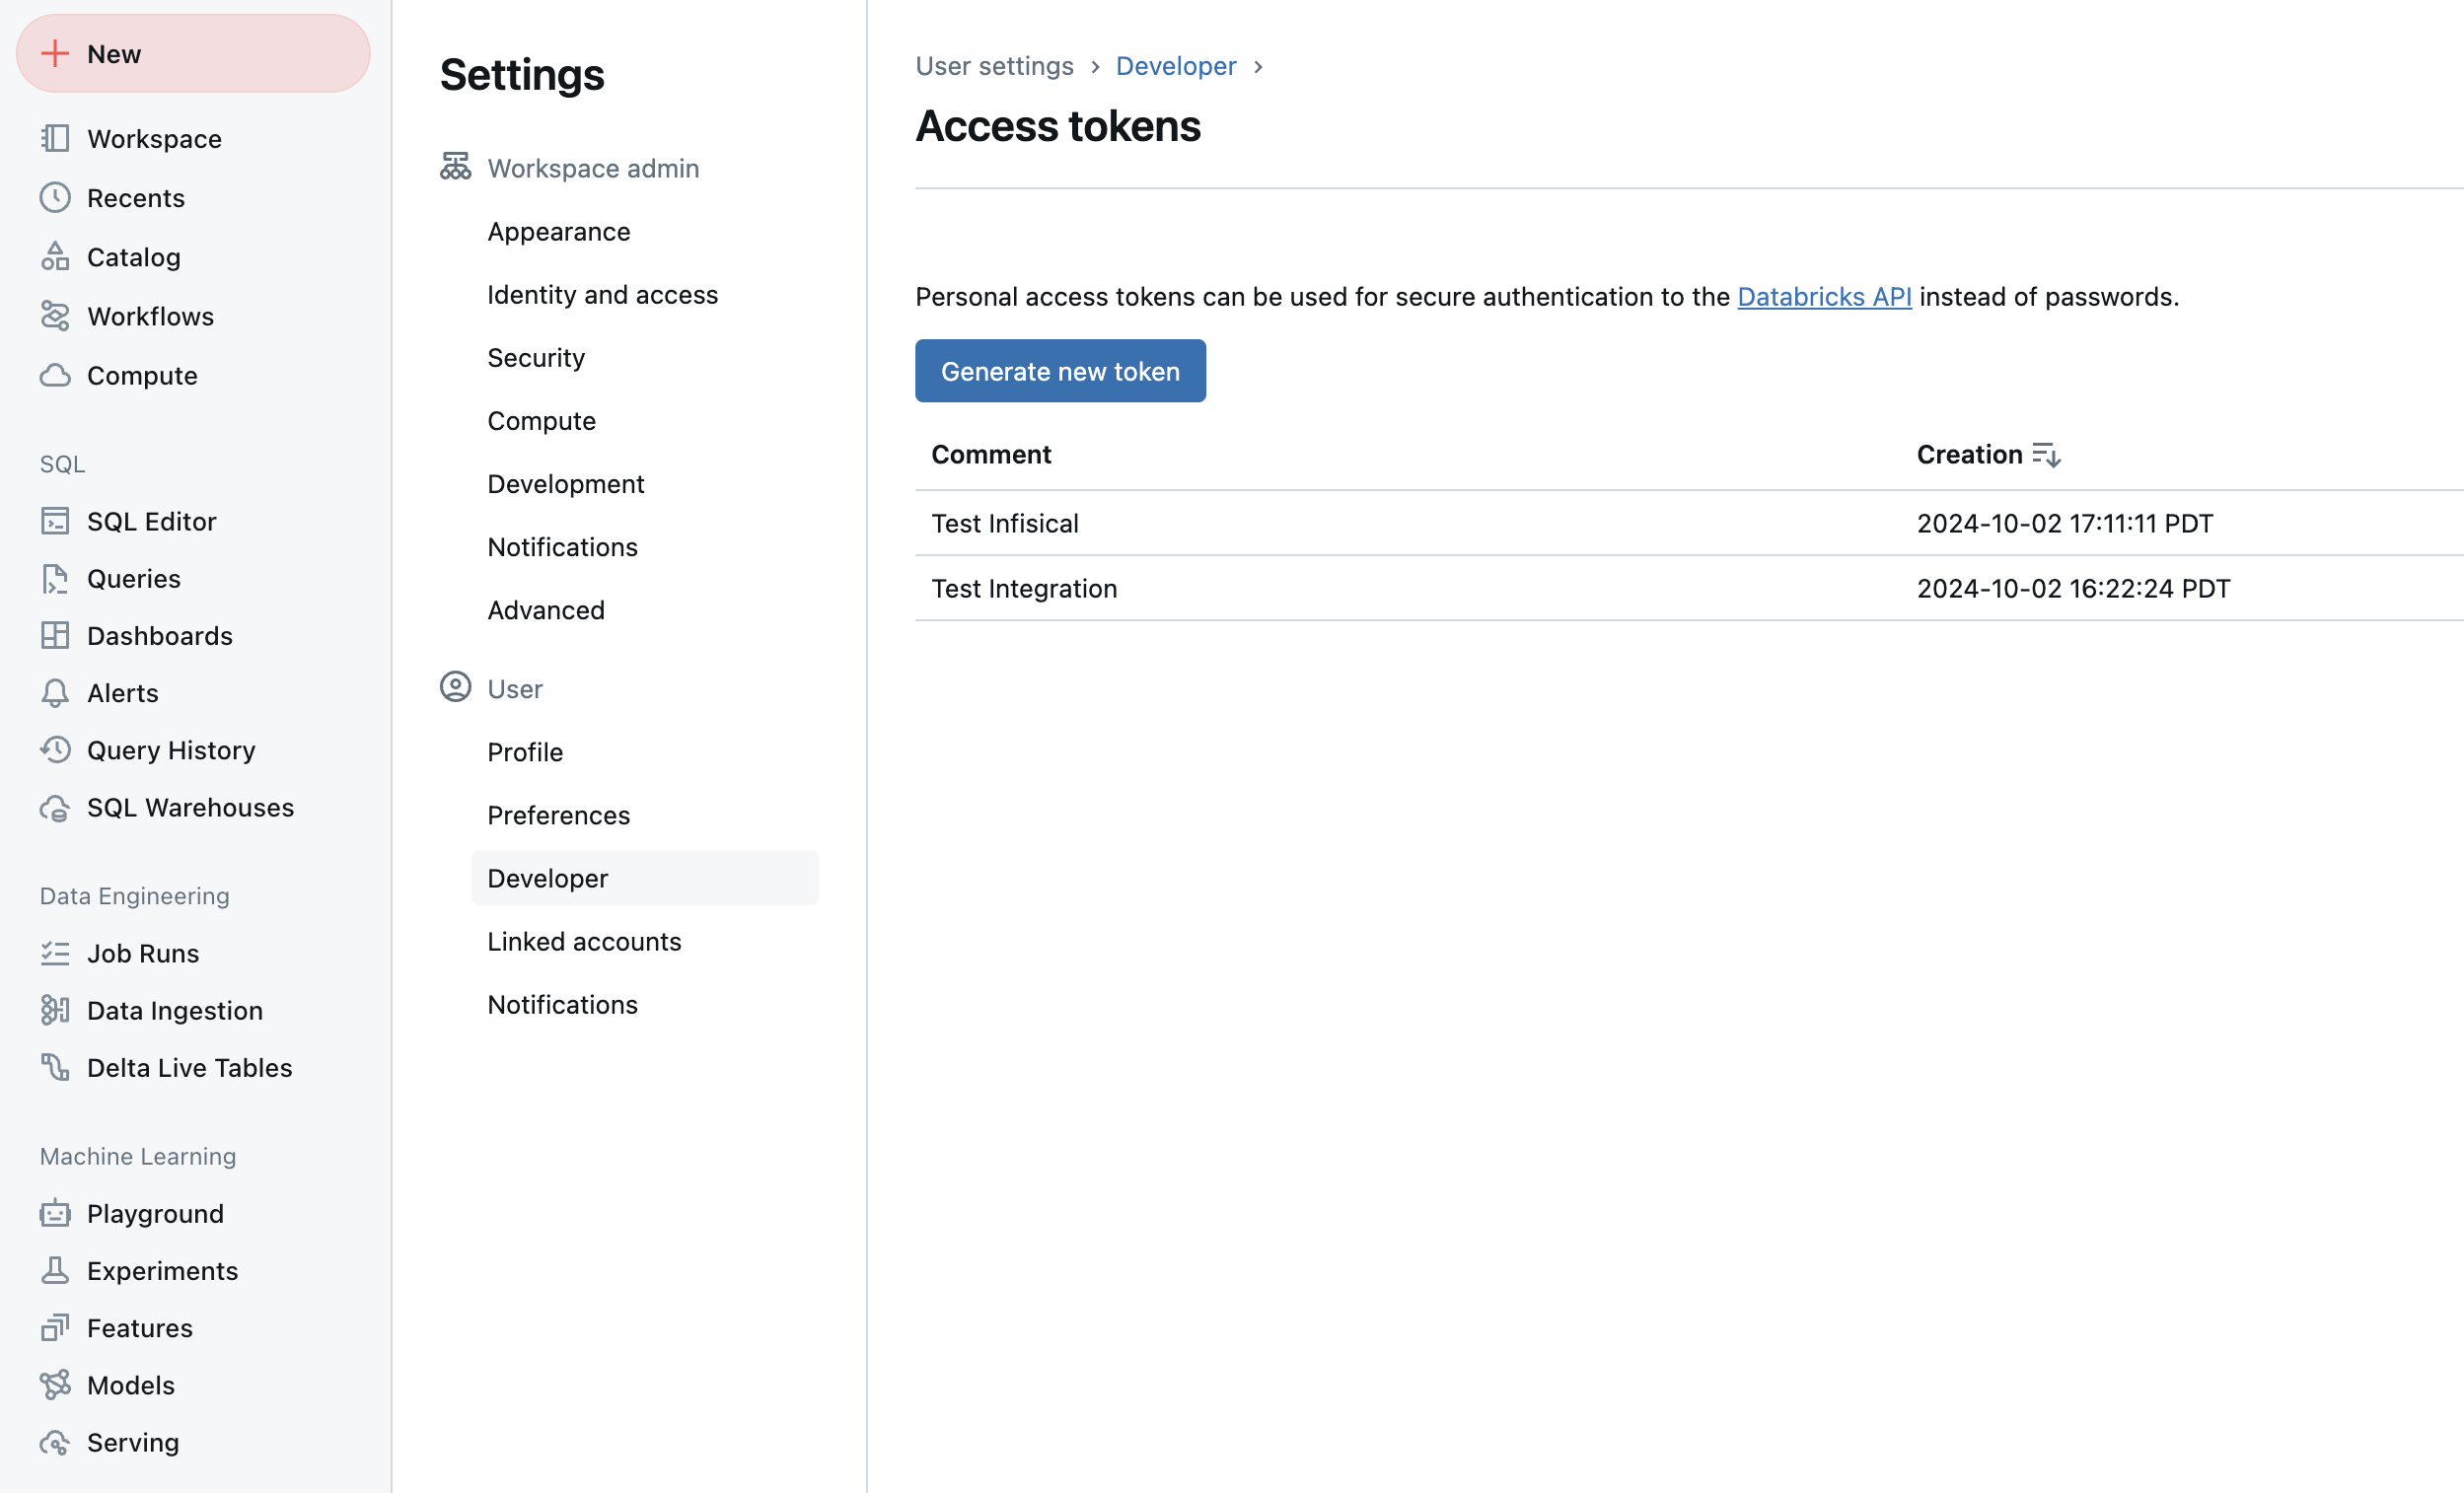 New
Workspace
Recents
Catalog
Workflows
Compute
SQL
SQL Editor
Queries
Dashboards
Alerts
Query History
SQL Warehouses
Data Engineering
Job Runs
Data Ingestion
Delta Live Tables
Machine Learning
Playground
Experiments
Features
Models
Serving
Settings
Workspace admin
Appearance
Identity and access
Security
Compute
Development
Notifications
Advanced
User
Profile
Preferences
Developer
Linked accounts
Notifications
User settings › Developer ›
Access tokens
Personal access tokens can be used for secure authentication to the Databricks API instead of passwords.
Generate new token
Comment Creation
Test Infisical 2024-10-02 17:11:11 PDT
Test Integration 2024-10-02 16:22:24 PDT